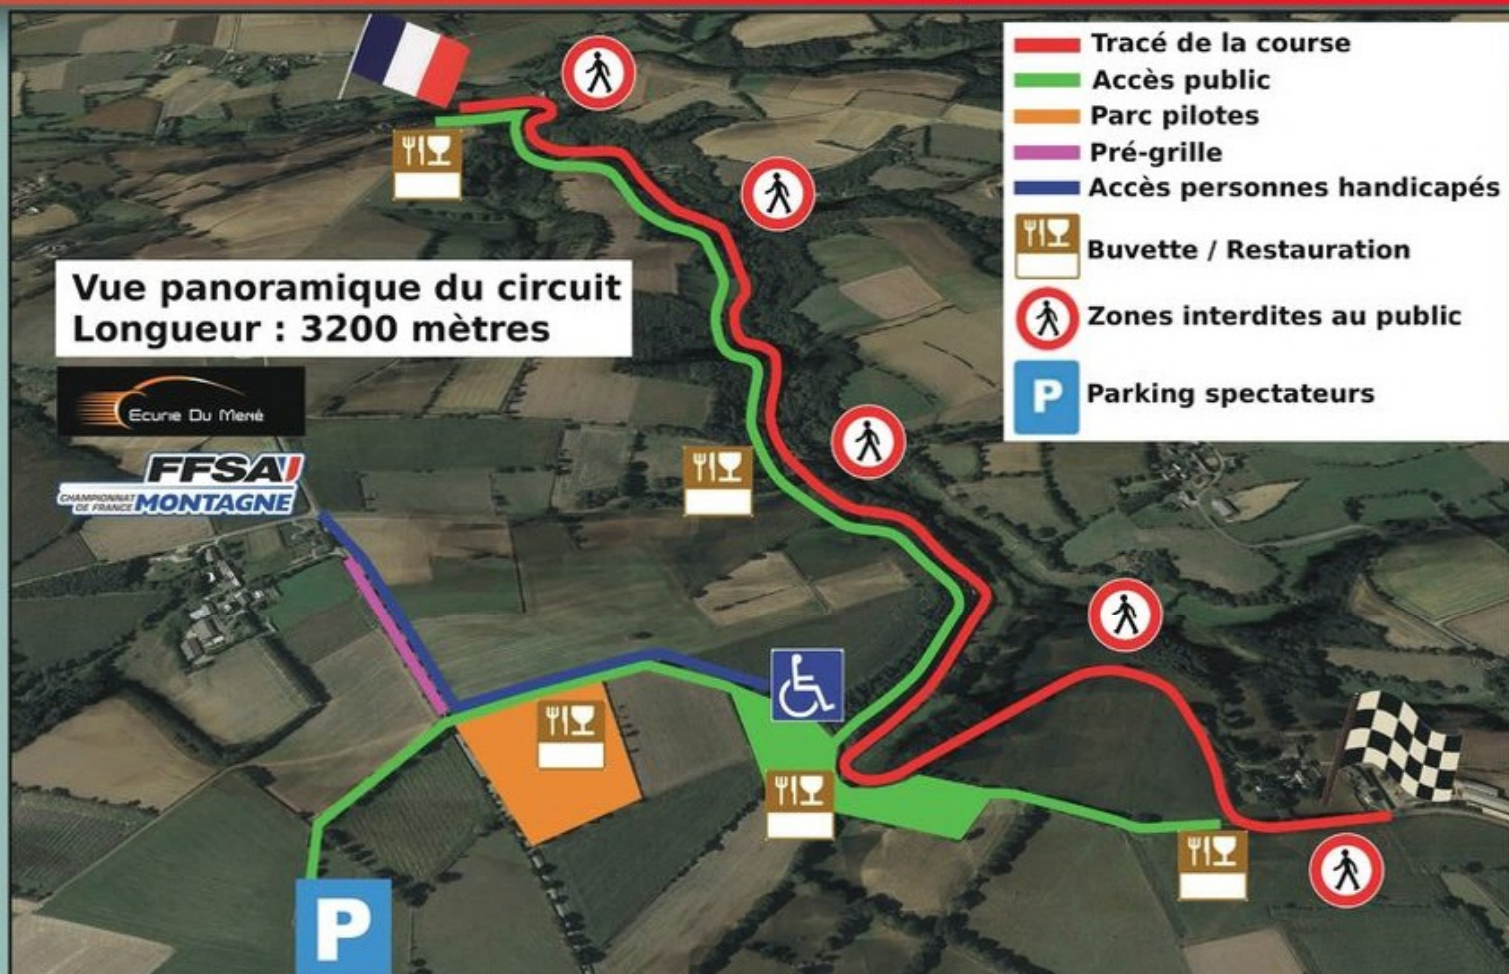 Tracé de la course
Accès public
Parc pilotes
Pré-grille
Accès personnes handicapés
Buvette / Restauration
Zones interdites au public
P Parking spectateurs
Vue panoramique du circuit
Longueur : 3200 mètres
Ecurie Du Mené
FFSA
CHAMPIONNAT
DE FRANCE MONTAGNE
P